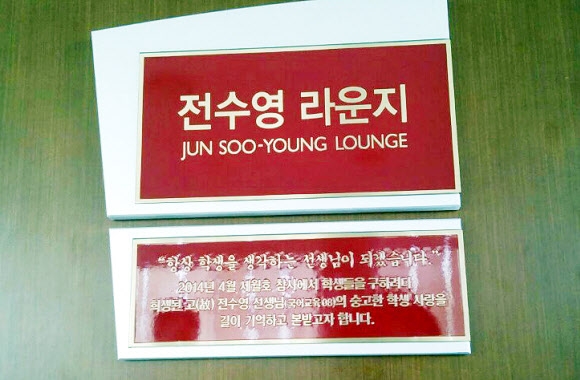 전수영 라운지
JUN SOO-YOUNG LOUNGE
“항상 학생을 생각하는 선생님이 되겠습니다.”
2014년 4월 세월호 참사에서 학생들을 구하려다
희생된 고(故) 전수영 선생님(국어교육 08)의 숭고한 학생 사랑을
길이 기억하고 본받고자 합니다.